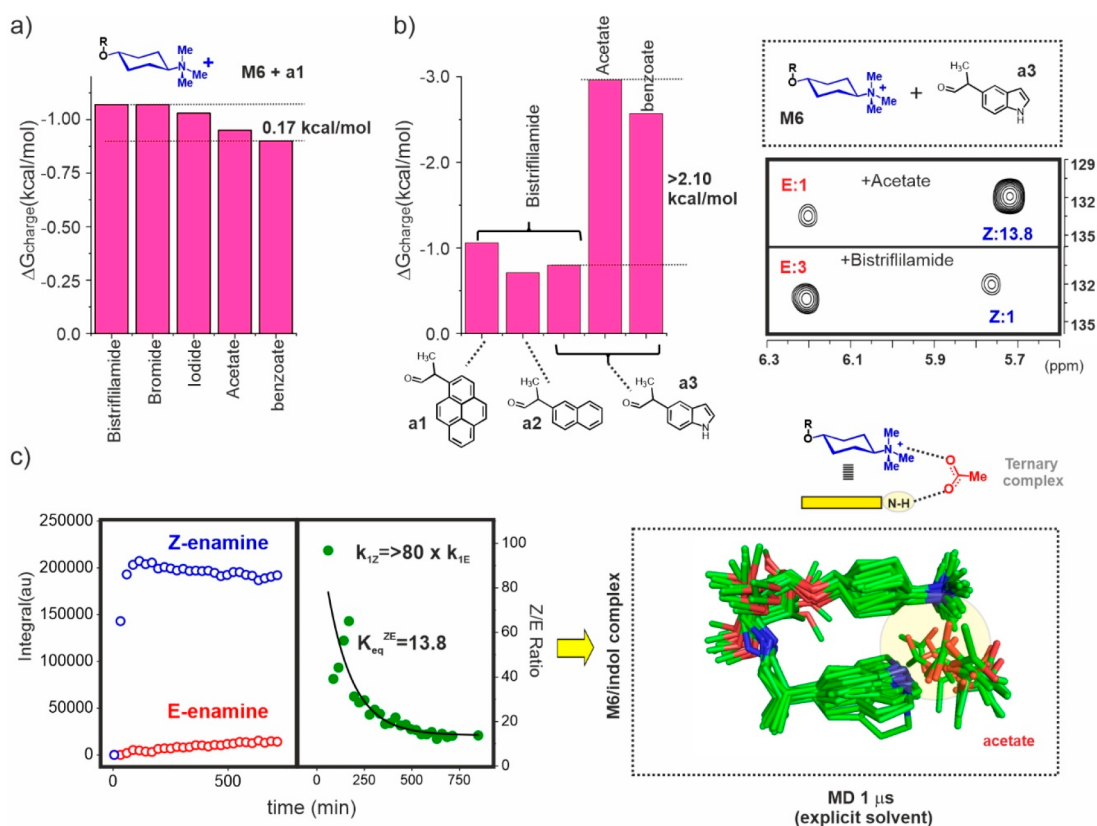 a)
R
O
N
+
Me
Me
Me
M6 + a1
0.17 kcal/mol
ΔGcharge(kcal/mol)
-1.00
-0.75
-0.50
-0.25
0.0
Bistriflilamide
Bromide
Iodide
Acetate
benzoate
b)
ΔGcharge(kcal/mol)
-3.0
-2.0
-1.0
-0.0
Bistriflilamide
Acetate
benzoate
>2.10
kcal/mol
H3C
O
a1
H3C
O
a2
H3C
O
a3
N
H
R
O
Me
N
+
Me
Me
M6
+
H3C
O
a3
N
H
E:1
+Acetate
Z:13.8
E:3
+Bistriflilamide
Z:1
129
132
135
132
135
6.3
6.1
5.9
5.7
(ppm)
c)
Integral(au)
250000
200000
150000
100000
50000
0
Z-enamine
E-enamine
0
500
k1Z=>80 x k1E
KeqZE=13.8
0
250
500
750
100
80
60
40
20
0
Z/E Ratio
time (min)
R
O
Me
N
+
Me
Me
O
O
Me
N-H
Ternary
complex
M6/indol complex
acetate
MD 1 μs
(explicit solvent)